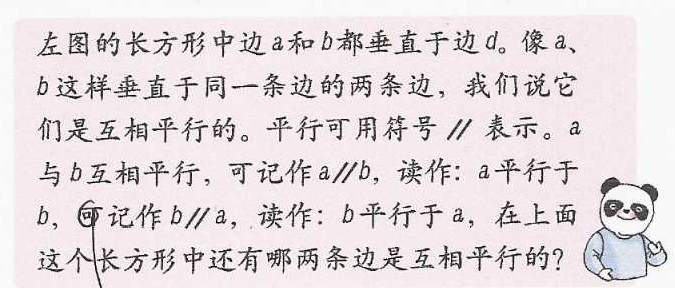 左图的长方形中边a和b都垂直于边d。像a、
b这样垂直于同一条边的两条边，我们说它
们是互相平行的。平行可用符号 // 表示。a
与b互相平行，可记作a//b，读作：a平行于
b，可记作b//a，读作：b平行于a，在上面
这个长方形中还有哪两条边是互相平行的？